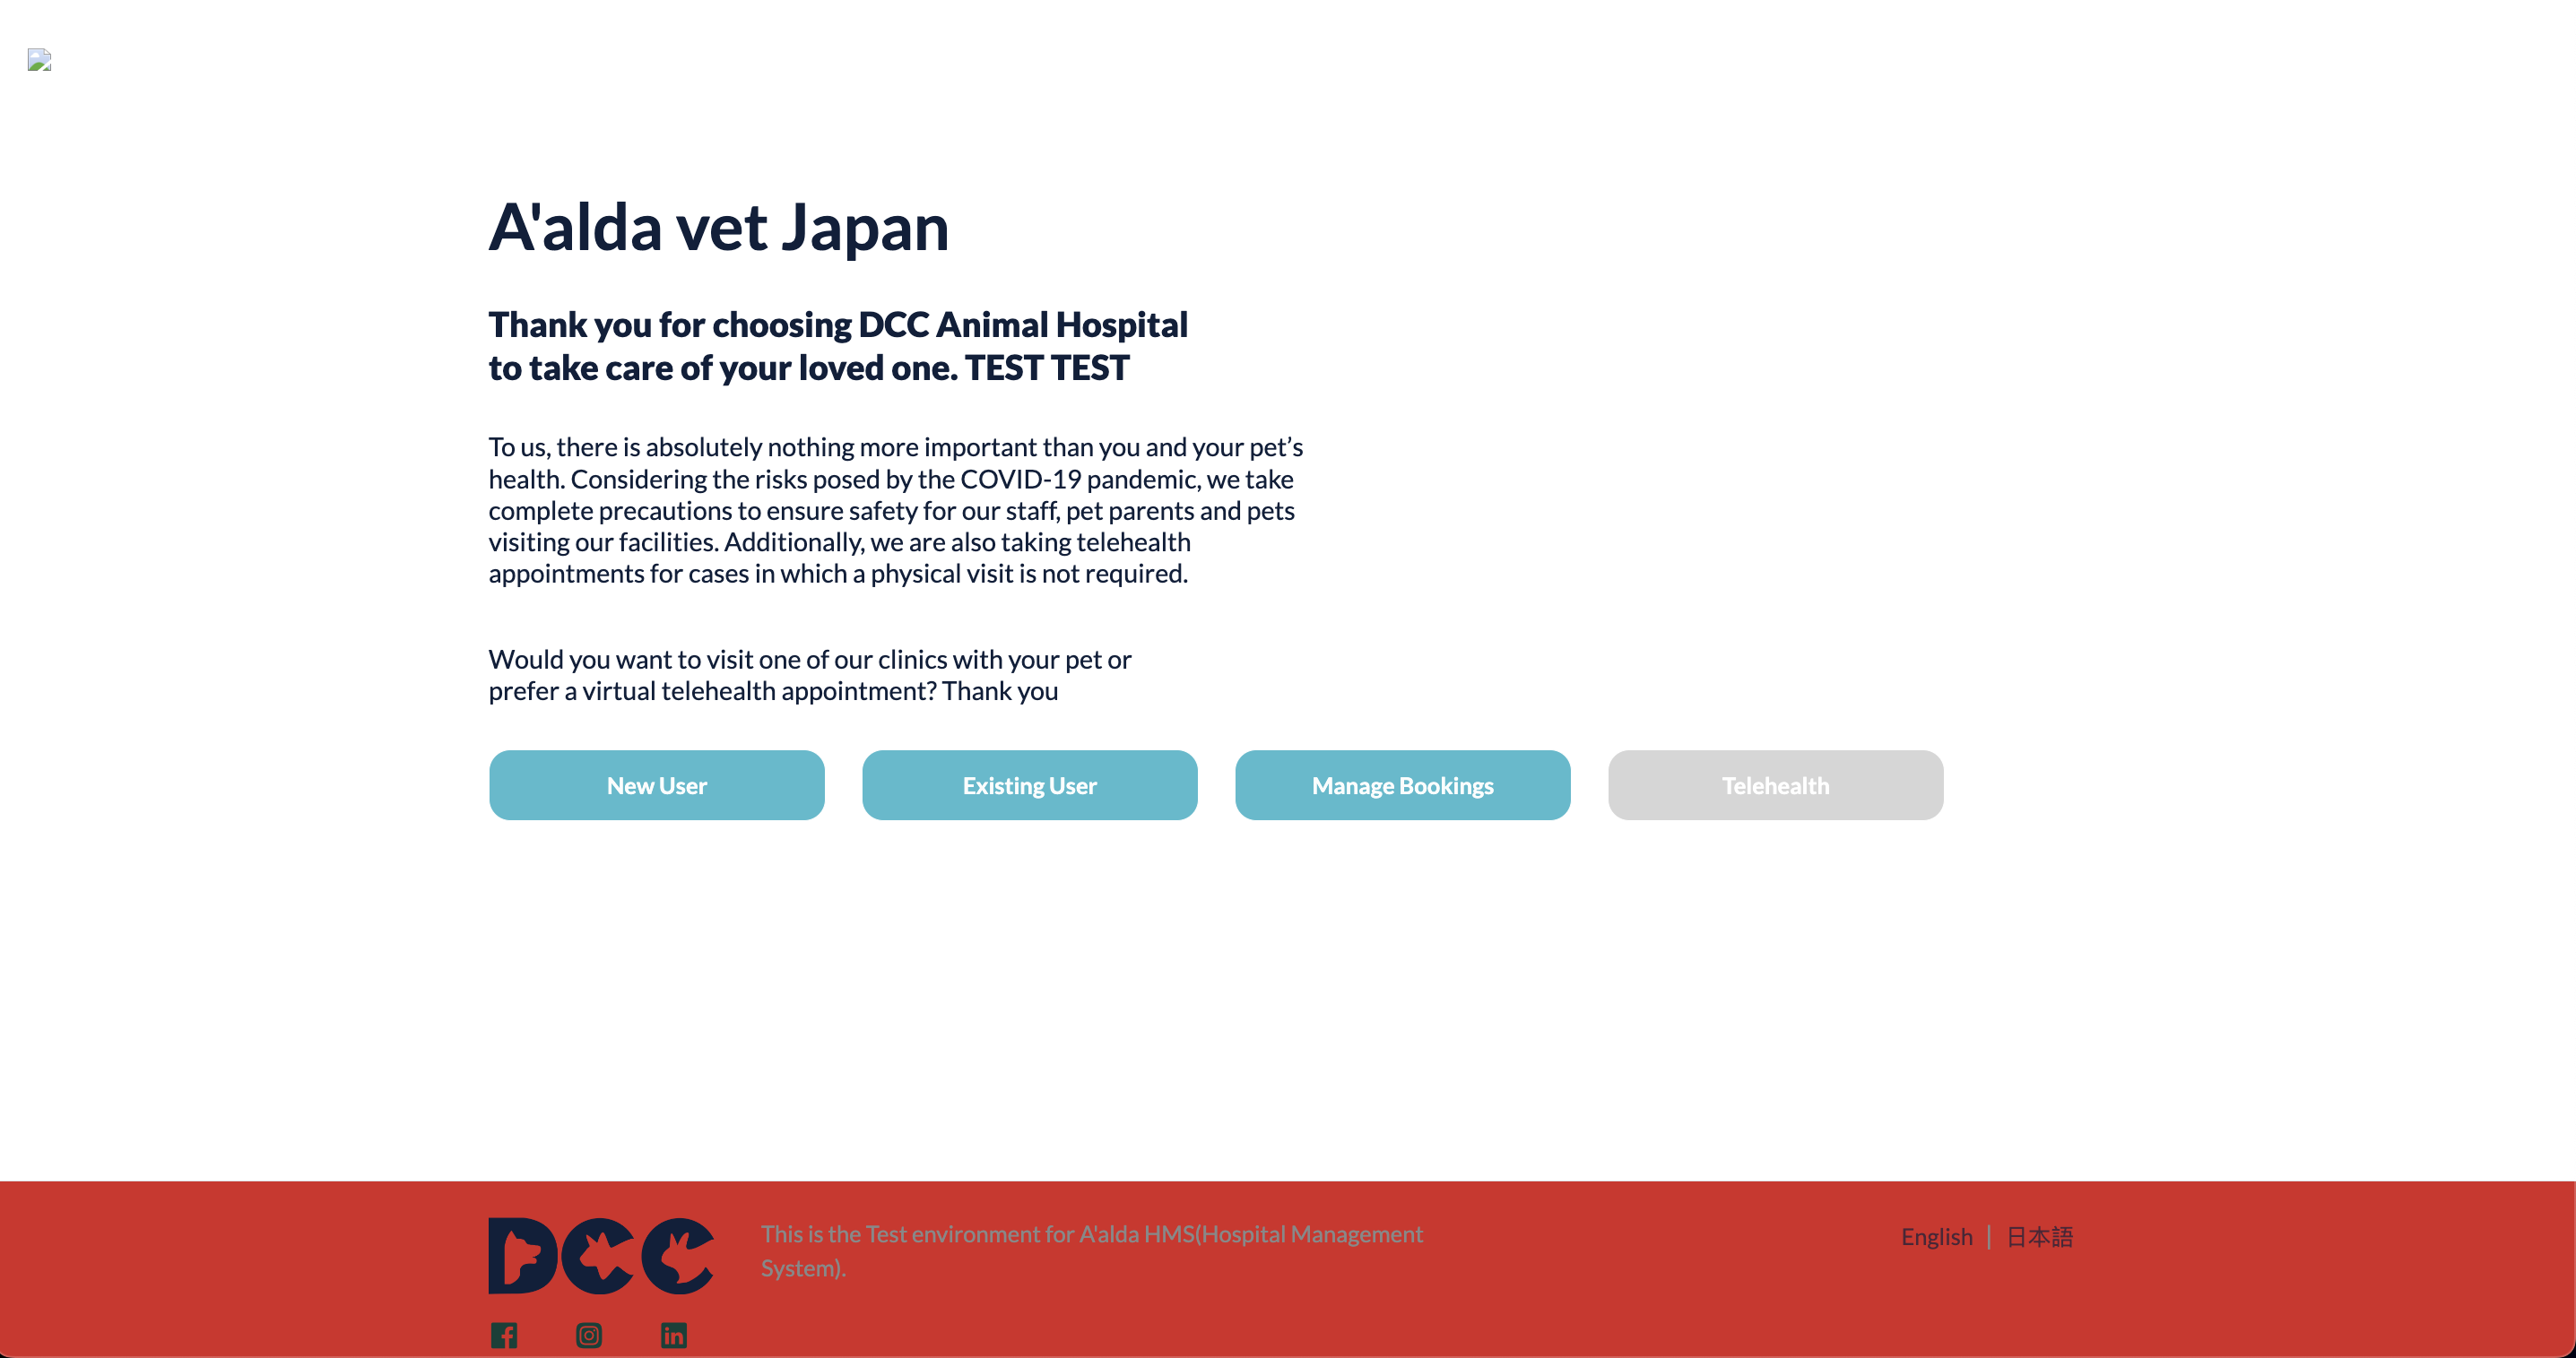 A'alda vet Japan
Thank you for choosing DCC Animal Hospital
to take care of your loved one. TEST TEST
To us, there is absolutely nothing more important than you and your pet’s
health. Considering the risks posed by the COVID-19 pandemic, we take
complete precautions to ensure safety for our staff, pet parents and pets
visiting our facilities. Additionally, we are also taking telehealth
appointments for cases in which a physical visit is not required.
Would you want to visit one of our clinics with your pet or
prefer a virtual telehealth appointment? Thank you
New User
Existing User
Manage Bookings
Telehealth
DCC
This is the Test environment for A'alda HMS(Hospital Management
System).
English | 日本語